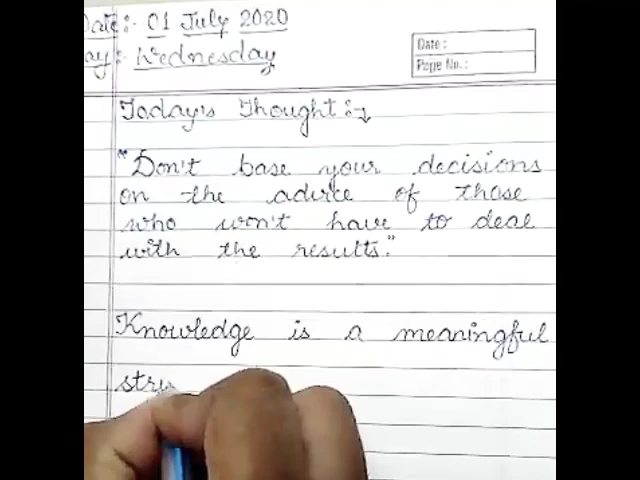 Date:- 01 July 2020
ay:- Wednesday
Date :
Page No. :
Today's Thought :-
"Don't base your decisions
on the advice of those
who won't have to deal
with the results."
Knowledge is a meaningful